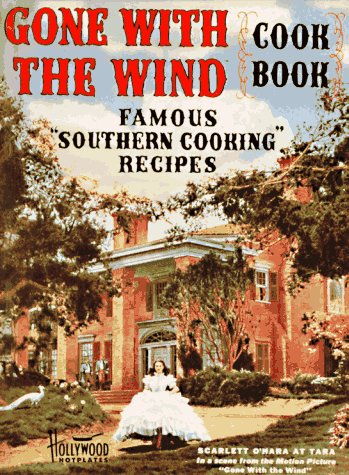 GONE WITH
THE WIND
COOK
BOOK
FAMOUS
"SOUTHERN COOKING"
RECIPES
HOLLYWOOD
HOTPLATES
SCARLETT O'HARA AT TARA
In a scene from the Motion Picture
"Gone With the Wind"